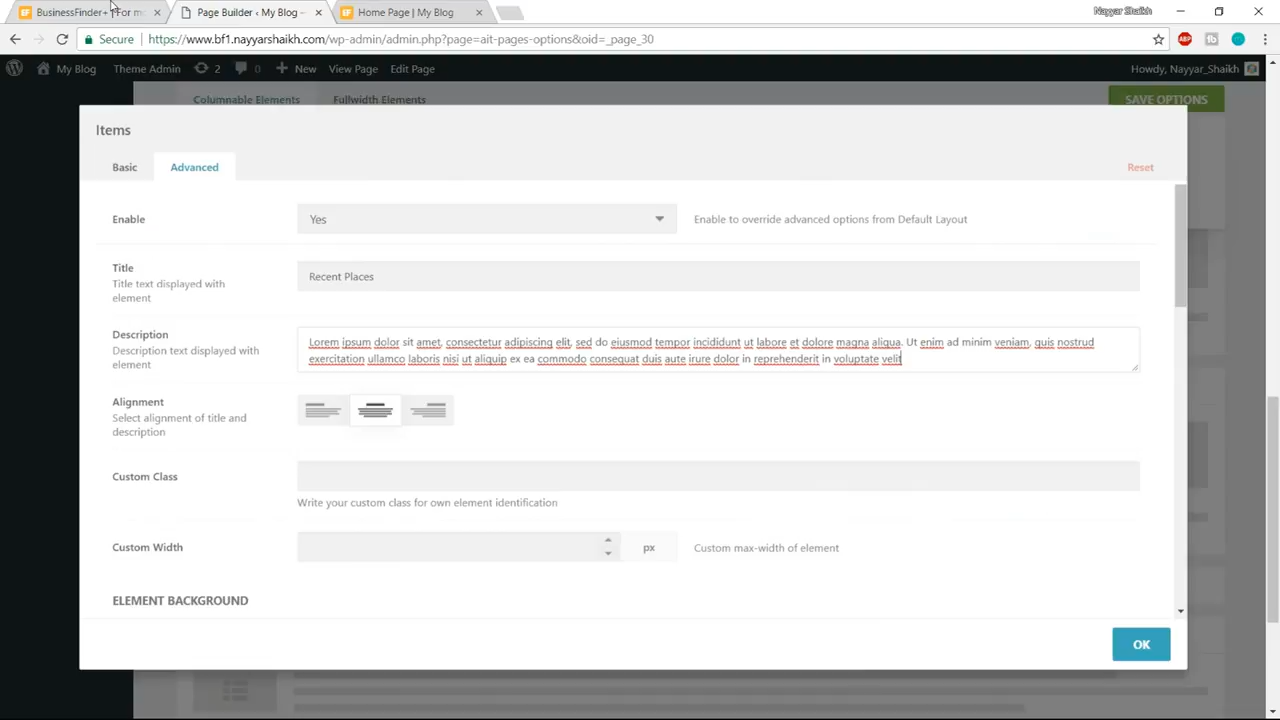 BusinessFinder+ | For m
Page Builder ‹ My Blog –
Home Page | My Blog
Nayyar Shaikh
Secure
https://www.bf1.nayyarshaikh.com/wp-admin/admin.php?page=ait-pages-options&oid=_page_30
My Blog
Theme Admin
2
0
New
View Page
Edit Page
Howdy, Nayyar_Shaikh
Columnable Elements
Fullwidth Elements
SAVE OPTIONS
Items
Basic
Advanced
Reset
Enable
Yes
Enable to override advanced options from Default Layout
Title
Title text displayed with
element
Recent Places
Description
Description text displayed with
element
Lorem ipsum dolor sit amet, consectetur adipiscing elit, sed do eiusmod tempor incididunt ut labore et dolore magna aliqua. Ut enim ad minim veniam, quis nostrud
exercitation ullamco laboris nisi ut aliquip ex ea commodo consequat duis aute irure dolor in reprehenderit in voluptate velit
Alignment
Select alignment of title and
description
Custom Class
Write your custom class for own element identification
Custom Width
px
Custom max-width of element
ELEMENT BACKGROUND
OK